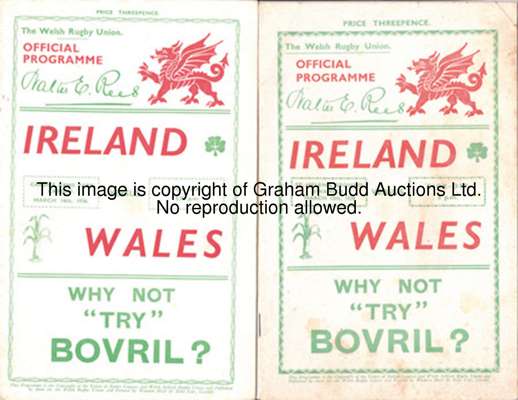 PRICE THREEPENCE.
The Welsh Rugby Union.
OFFICIAL
PROGRAMME
Walter E. Rees
IRELAND
MARCH 14th, 1936
WALES
WHY NOT
"TRY"
BOVRIL?
PRICE THREEPENCE.
The Welsh Rugby Union.
OFFICIAL
PROGRAMME
Walter E. Rees
IRELAND
WALES
WHY NOT
"TRY"
BOVRIL?
This image is copyright of Graham Budd Auctions Ltd.
No reproduction allowed.